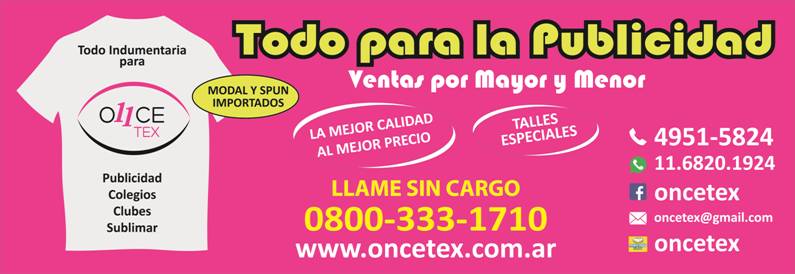 Todo Indumentaria
para
O11CE
TEX
Publicidad
Colegios
Clubes
Sublimar
MODAL Y SPUN
IMPORTADOS
Todo para la Publicidad
Ventas por Mayor y Menor
LA MEJOR CALIDAD
AL MEJOR PRECIO
TALLES
ESPECIALES
LLAME SIN CARGO
0800-333-1710
www.oncetex.com.ar
4951-5824
11.6820.1924
oncetex
oncetex@gmail.com
oncetex